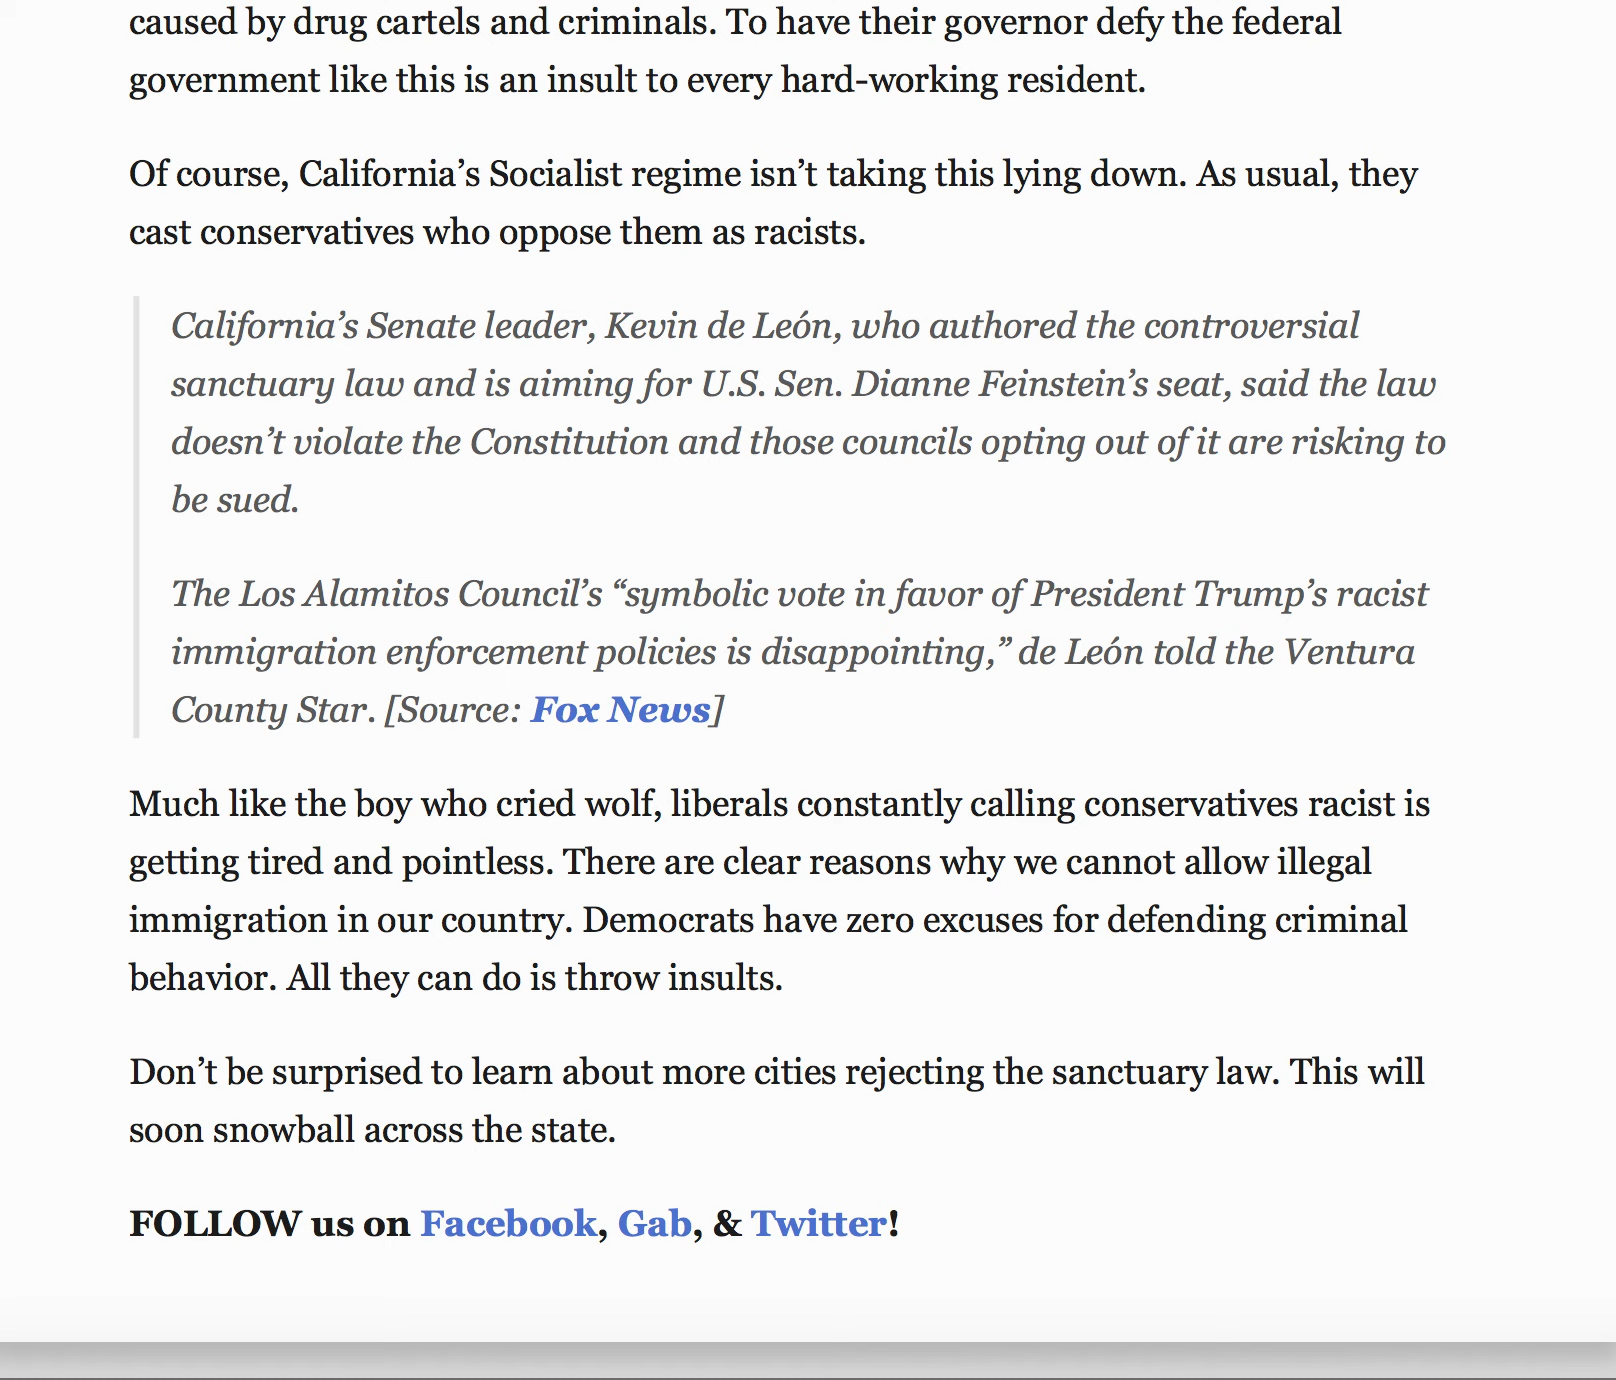 caused by drug cartels and criminals. To have their governor defy the federal
government like this is an insult to every hard-working resident.
Of course, California’s Socialist regime isn’t taking this lying down. As usual, they
cast conservatives who oppose them as racists.
California’s Senate leader, Kevin de León, who authored the controversial
sanctuary law and is aiming for U.S. Sen. Dianne Feinstein’s seat, said the law
doesn’t violate the Constitution and those councils opting out of it are risking to
be sued.
The Los Alamitos Council’s “symbolic vote in favor of President Trump’s racist
immigration enforcement policies is disappointing,” de León told the Ventura
County Star. [Source: Fox News]
Much like the boy who cried wolf, liberals constantly calling conservatives racist is
getting tired and pointless. There are clear reasons why we cannot allow illegal
immigration in our country. Democrats have zero excuses for defending criminal
behavior. All they can do is throw insults.
Don’t be surprised to learn about more cities rejecting the sanctuary law. This will
soon snowball across the state.
FOLLOW us on Facebook, Gab, & Twitter!